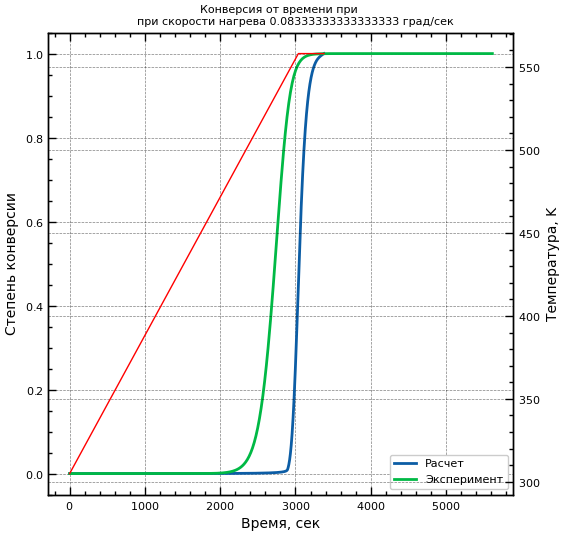 Конверсия от времени при
при скорости нагрева 0.08333333333333333 град/сек
1.0
0.8
0.6
0.4
0.2
0.0
Степень конверсии
550
500
450
400
350
300
Температура, К
Расчет
Эксперимент
0 1000 2000 3000 4000 5000
Время, сек